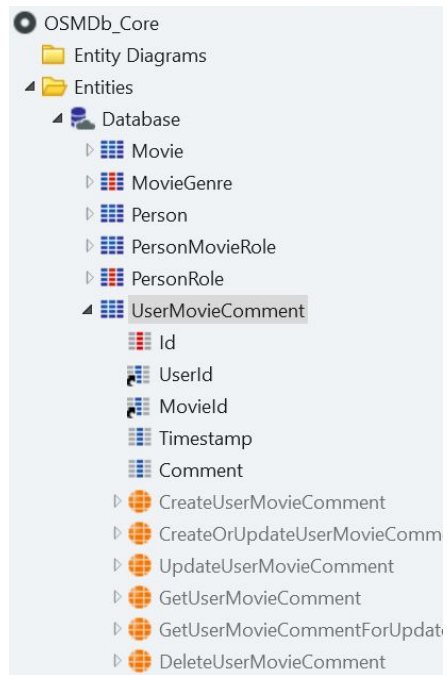 OSMDb_Core
Entity Diagrams
Entities
Database
Movie
MovieGenre
Person
PersonMovieRole
PersonRole
UserMovieComment
Id
UserId
MovieId
Timestamp
Comment
CreateUserMovieComment
CreateOrUpdateUserMovieComm
UpdateUserMovieComment
GetUserMovieComment
GetUserMovieCommentForUpdate
DeleteUserMovieComment